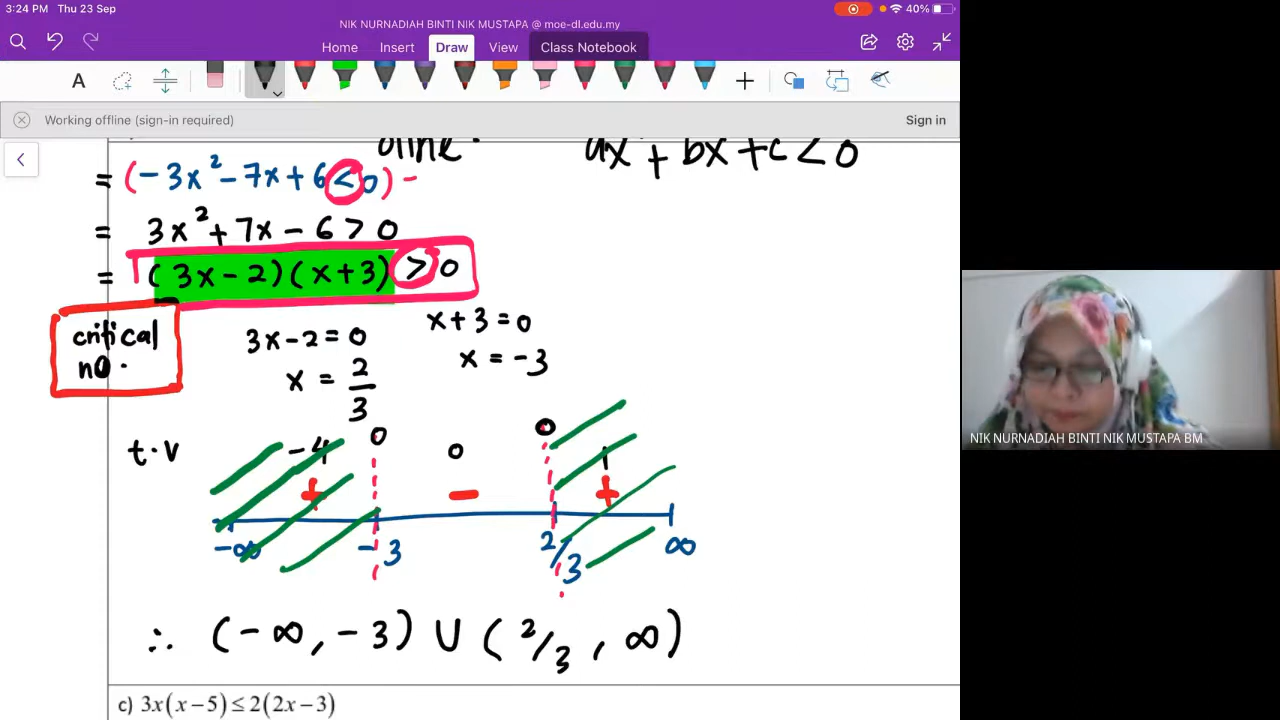 3:24 PM Thu 23 Sep
40%
NIK NURNADIAH BINTI NIK MUSTAPA @ moe-dl.edu.my
Home Insert Draw View Class Notebook
A
Working offline (sign-in required) Sign in
ax² + bx + c < 0
= (-3x² - 7x + 6 < 0) -
= 3x² + 7x - 6 > 0
= (3x - 2)(x + 3) > 0
critical
no.
3x - 2 = 0 x + 3 = 0
x = 2/3 x = -3
t.v -4 0 0 0 1
+ - +
-∞ -3 2/3 ∞
∴ (-∞, -3) ∪ (2/3, ∞)
c) 3x(x-5) ≤ 2(2x-3)
NIK NURNADIAH BINTI NIK MUSTAPA BM